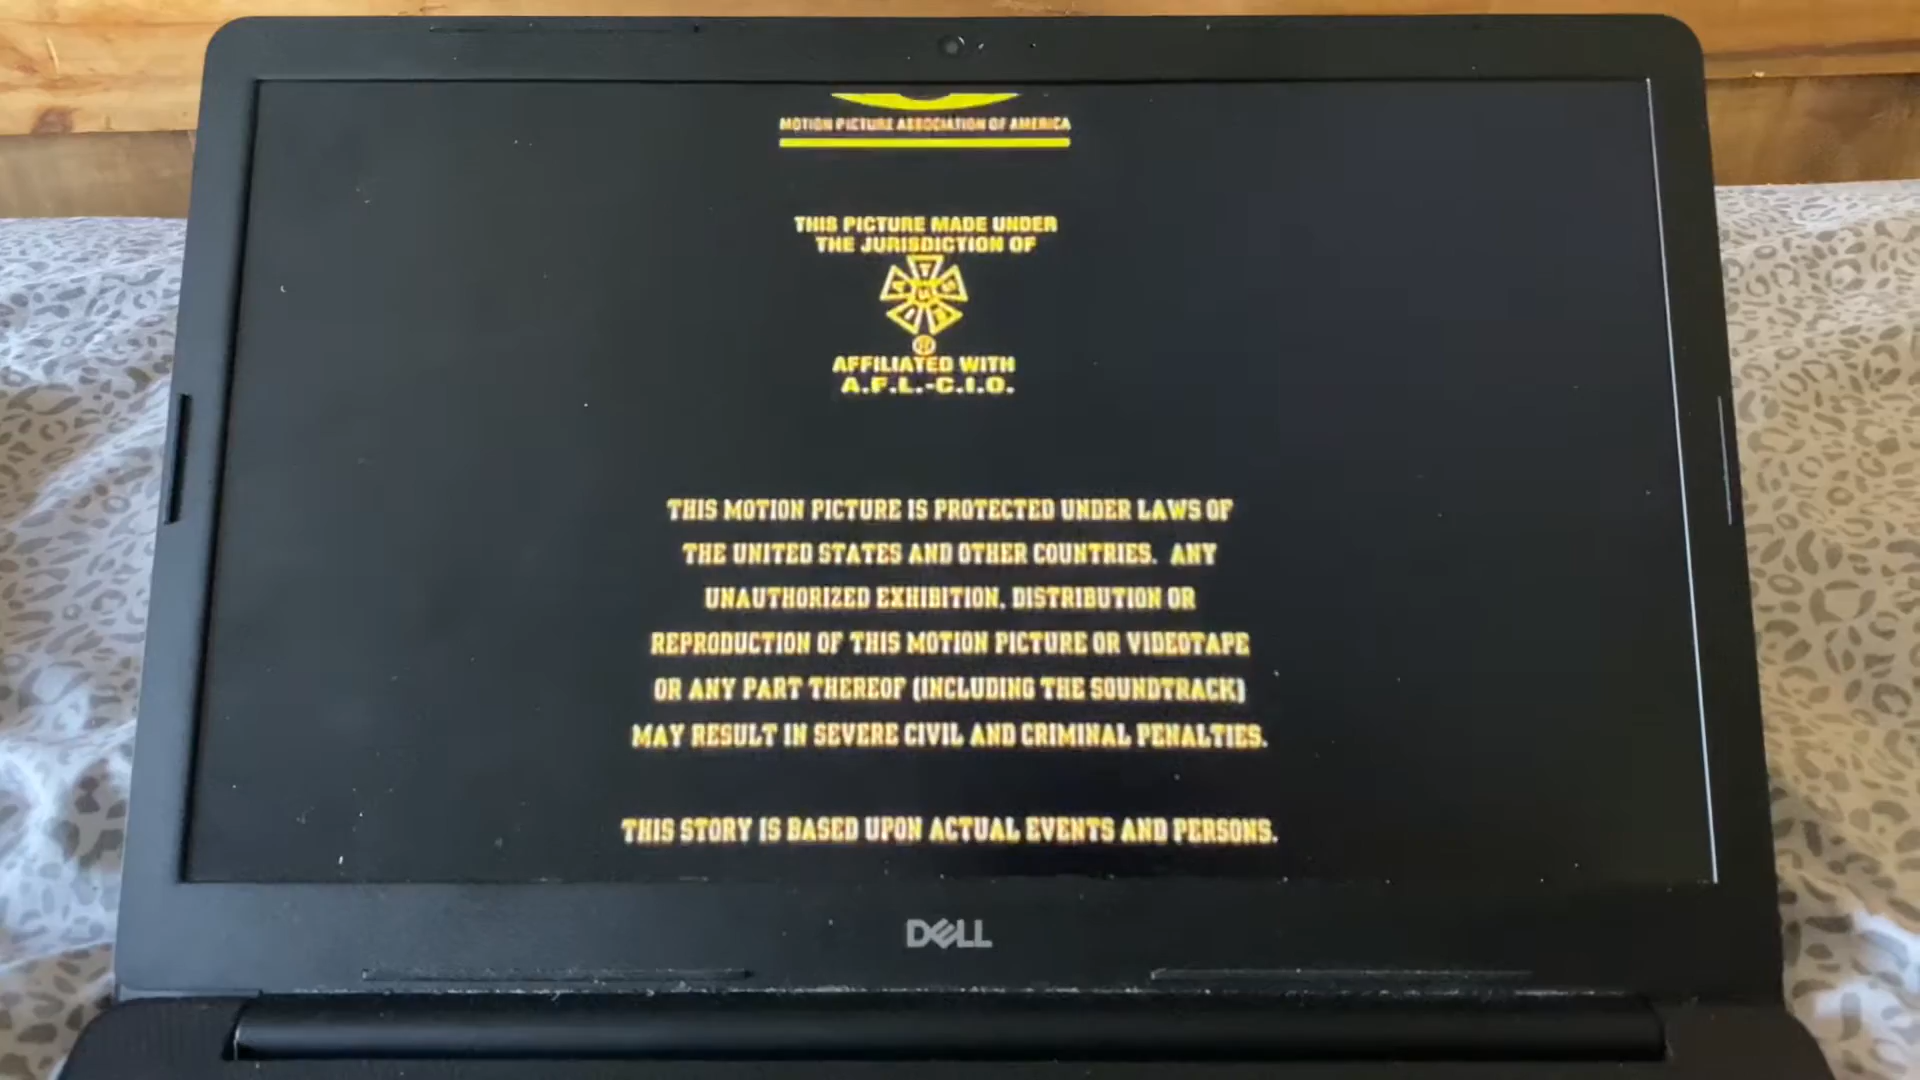 MOTION PICTURE ASSOCIATION OF AMERICA
THIS PICTURE MADE UNDER
THE JURISDICTION OF
I A T S E
®
AFFILIATED WITH
A.F.L.-C.I.O.
THIS MOTION PICTURE IS PROTECTED UNDER LAWS OF
THE UNITED STATES AND OTHER COUNTRIES. ANY
UNAUTHORIZED EXHIBITION, DISTRIBUTION OR
REPRODUCTION OF THIS MOTION PICTURE OR VIDEOTAPE
OR ANY PART THEREOF (INCLUDING THE SOUNDTRACK)
MAY RESULT IN SEVERE CIVIL AND CRIMINAL PENALTIES.
THIS STORY IS BASED UPON ACTUAL EVENTS AND PERSONS.
DELL